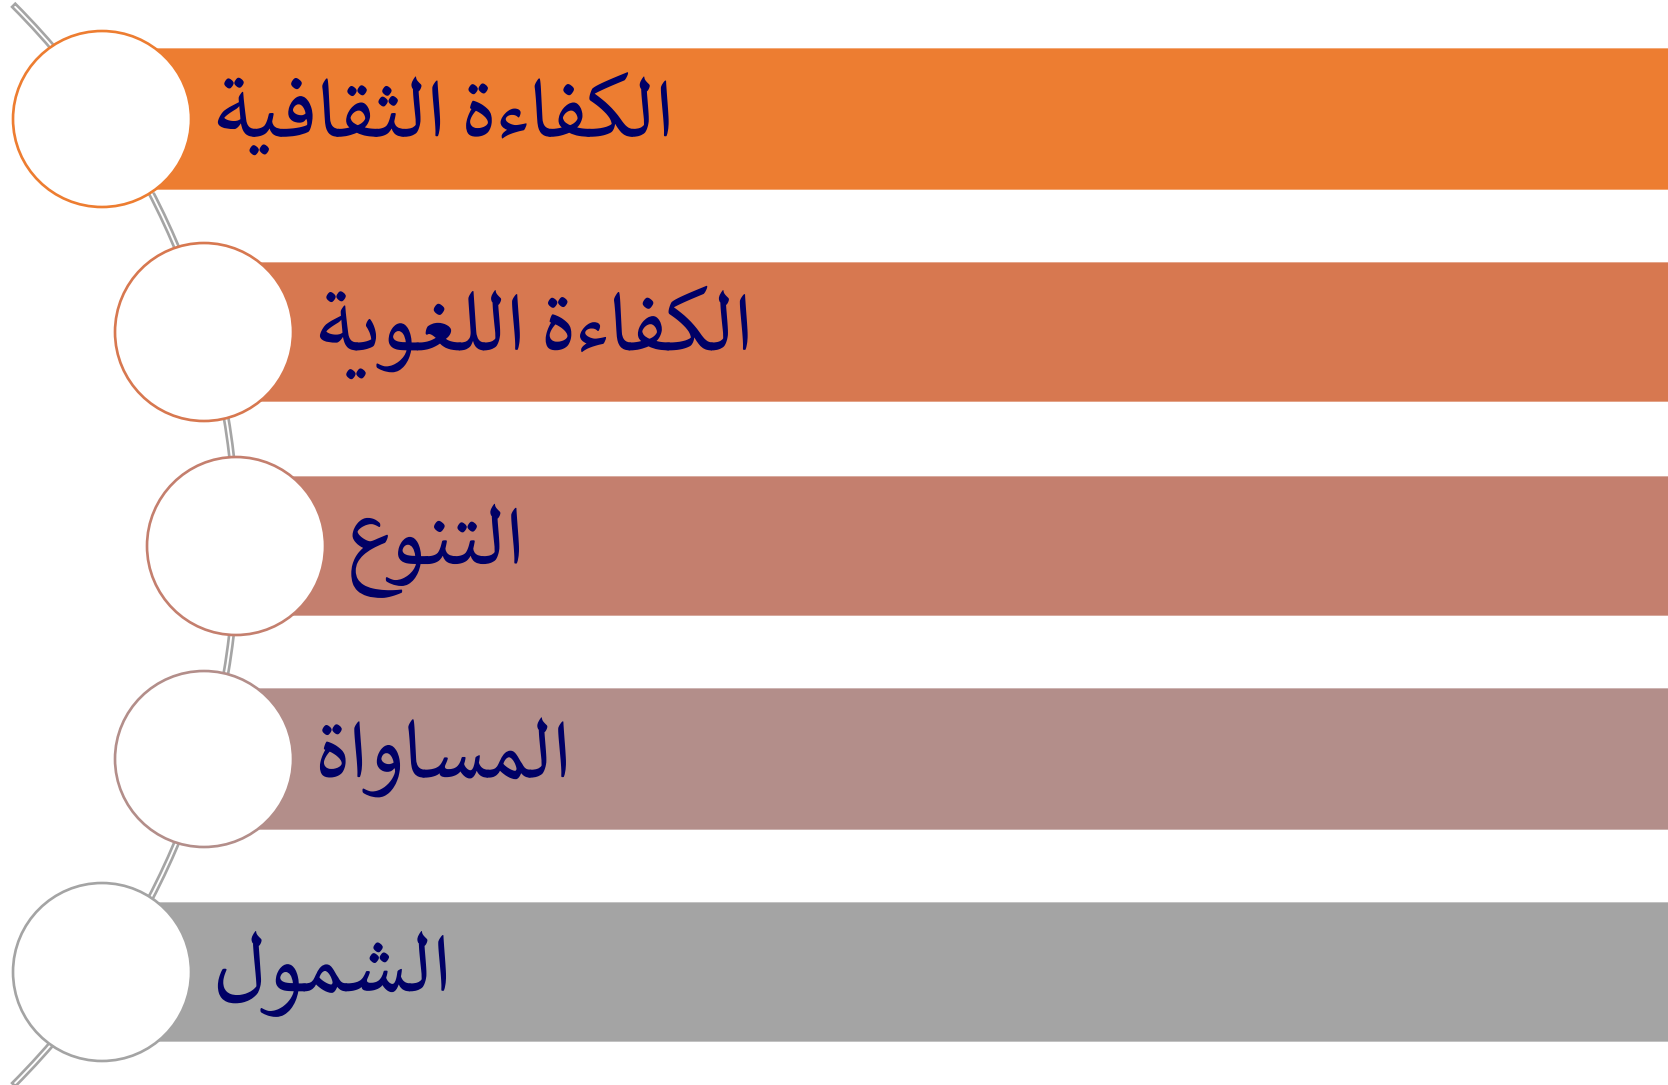 الكفاءة الثقافية
الكفاءة اللغوية
التنوع
المساواة
الشمول